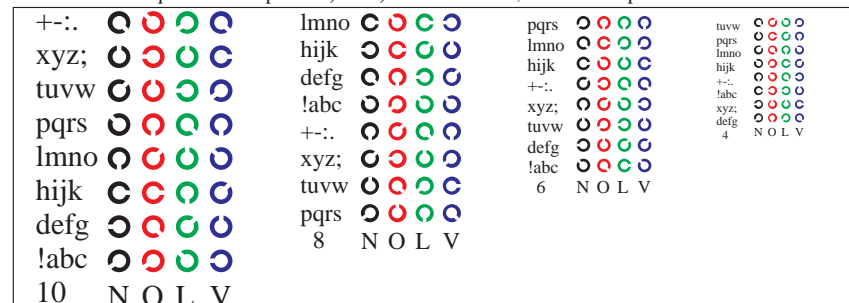 +-:.
xyz;
tuvw
pqrs
lmno
hijk
defg
!abc
10 N O L V
lmno
hijk
defg
!abc
+-:.
xyz;
tuvw
pqrs
8 N O L V
pqrs
lmno
hijk
+-:.
xyz;
tuvw
defg
!abc
6 N O L V
tuvw
pqrs
lmno
hijk
+-:.
!abc
xyz;
defg
4 N O L V